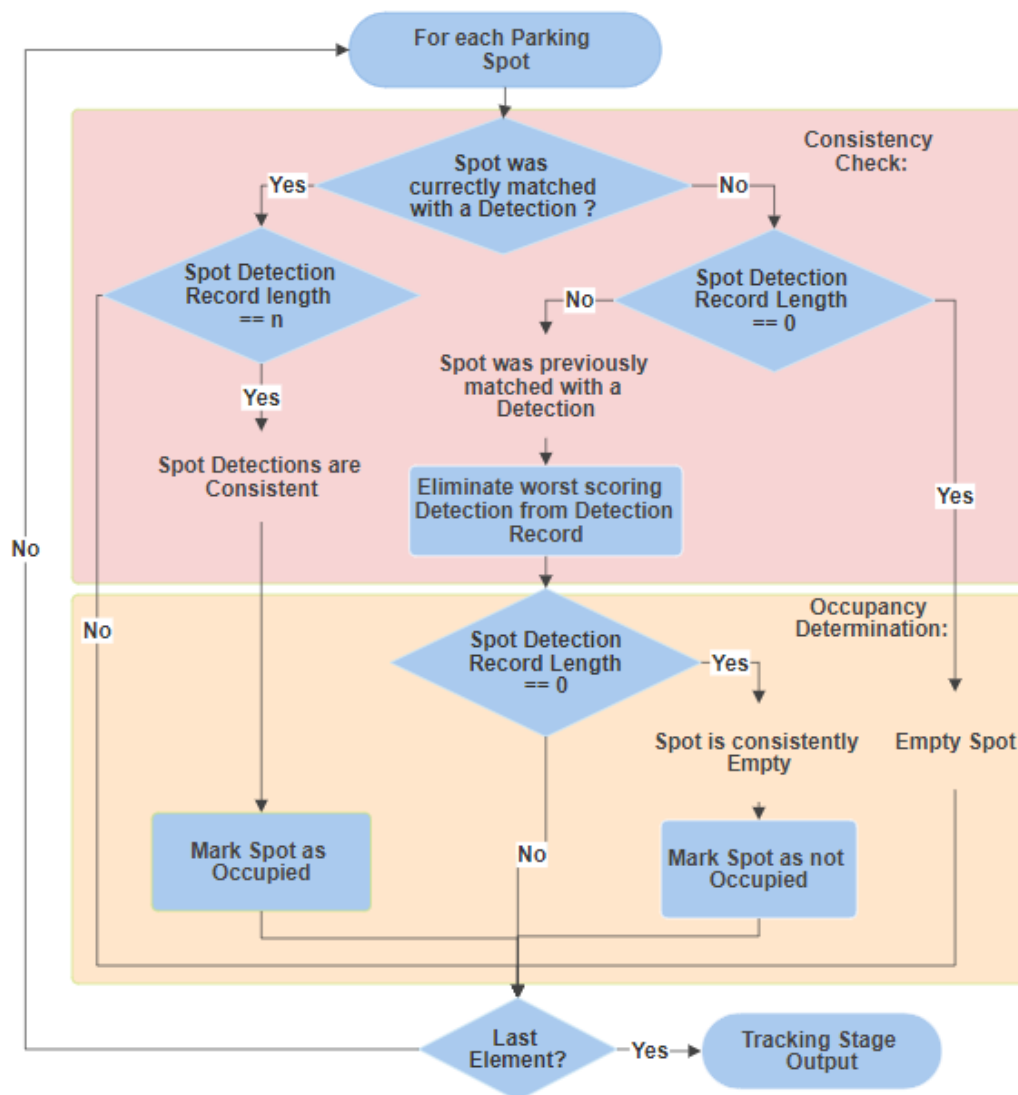 For each Parking
Spot
Consistency
Check:
Spot was
currectly matched
with a Detection ?
Yes
No
Spot Detection
Record length
== n
Spot Detection
Record Length
== 0
No
Spot was previously
matched with a
Detection
Yes
Spot Detections are
Consistent
Eliminate worst scoring
Detection from Detection
Record
Yes
No
Occupancy
Determination:
No
Spot Detection
Record Length
== 0
Yes
Spot is consistently
Empty
Empty Spot
Mark Spot as
Occupied
No
Mark Spot as not
Occupied
Last
Element?
Yes
Tracking Stage
Output